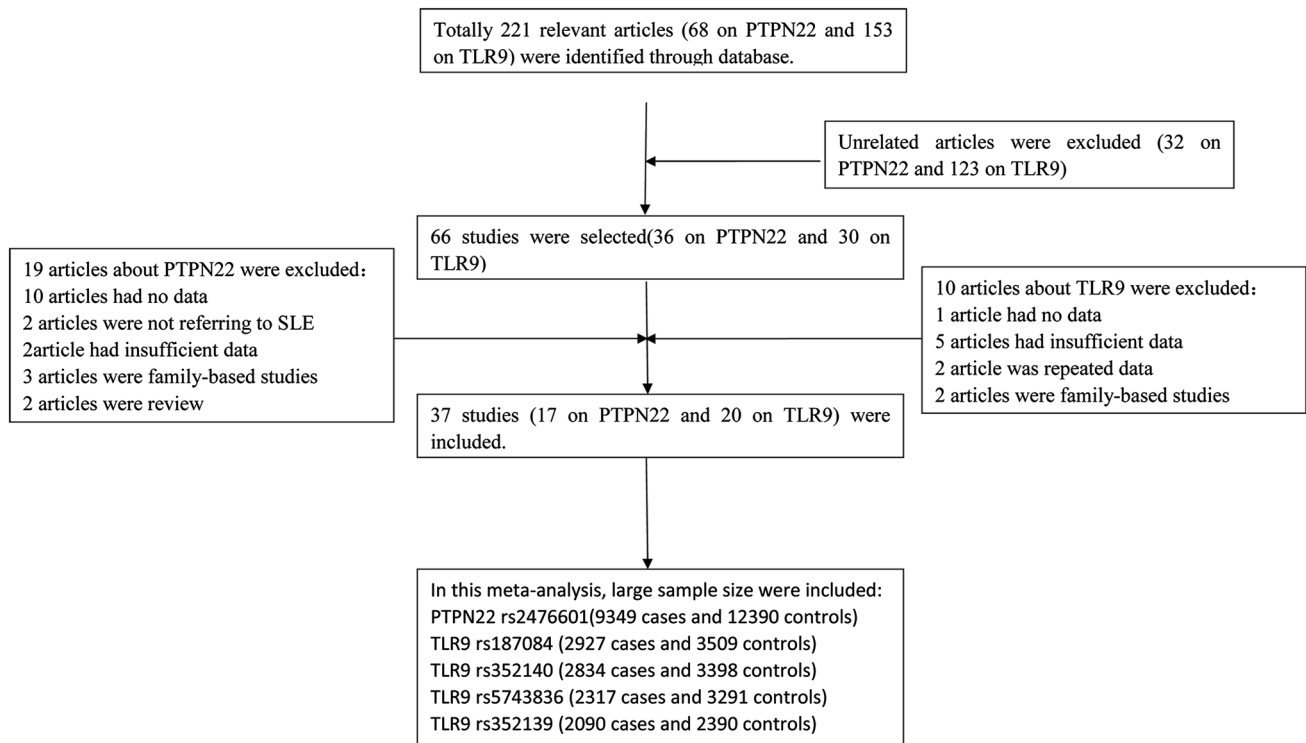 Totally 221 relevant articles (68 on PTPN22 and 153
on TLR9) were identified through database.
Unrelated articles were excluded (32 on
PTPN22 and 123 on TLR9)
66 studies were selected(36 on PTPN22 and 30 on
TLR9)
19 articles about PTPN22 were excluded：
10 articles had no data
2 articles were not referring to SLE
2article had insufficient data
3 articles were family-based studies
2 articles were review
10 articles about TLR9 were excluded：
1 article had no data
5 articles had insufficient data
2 article was repeated data
2 articles were family-based studies
37 studies (17 on PTPN22 and 20 on TLR9) were
included.
In this meta-analysis, large sample size were included:
PTPN22 rs2476601(9349 cases and 12390 controls)
TLR9 rs187084 (2927 cases and 3509 controls)
TLR9 rs352140 (2834 cases and 3398 controls)
TLR9 rs5743836 (2317 cases and 3291 controls)
TLR9 rs352139 (2090 cases and 2390 controls)